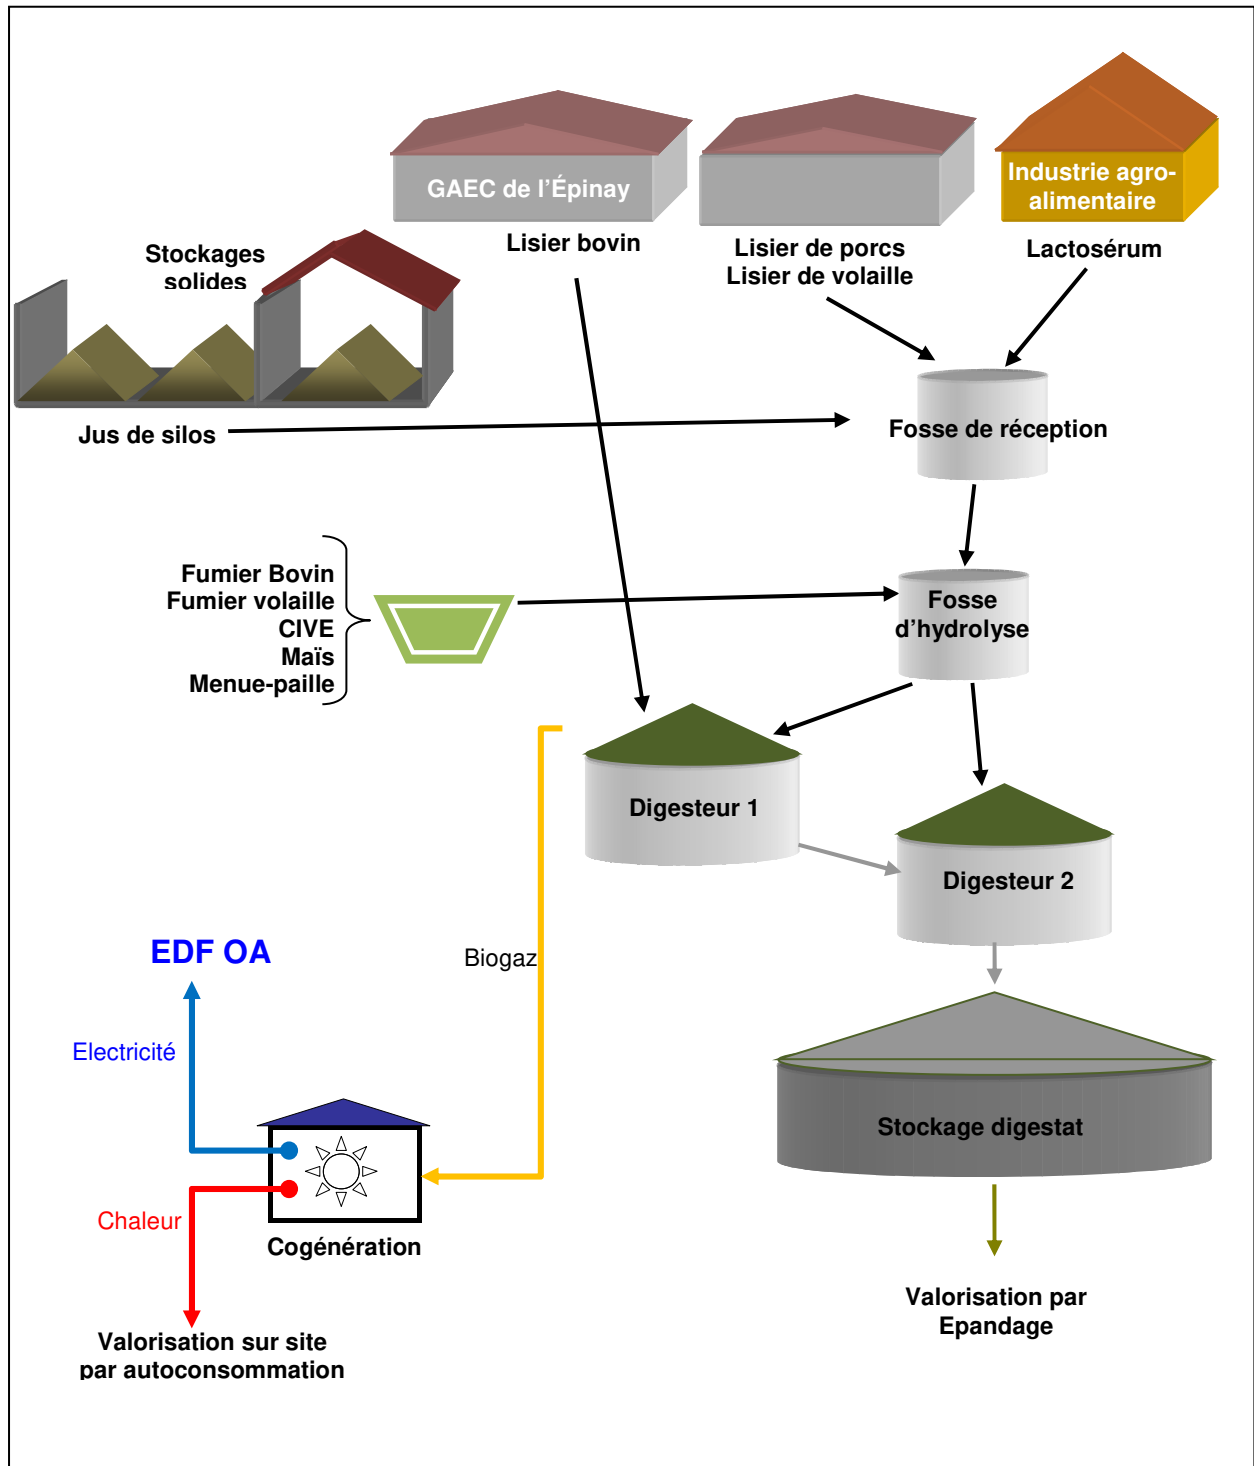 GAEC de l'Épinay
Industrie agro-
alimentaire
Lisier bovin
Lisier de porcs
Lisier de volaille
Lactosérum
Stockages
solides
Jus de silos
Fosse de réception
Fumier Bovin
Fumier volaille
CIVE
Maïs
Menue-paille
Fosse
d'hydrolyse
Digesteur 1
Digesteur 2
EDF OA
Biogaz
Electricité
Stockage digestat
Chaleur
Cogénération
Valorisation par
Epandage
Valorisation sur site
par autoconsommation